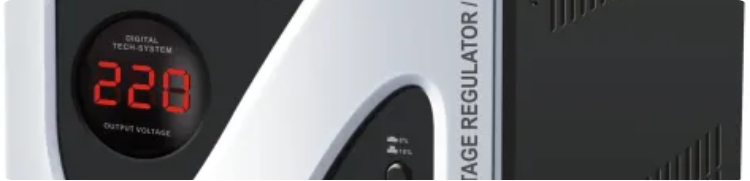 DIGITAL
TECH-SYSTEM
220
OUTPUT VOLTAGE
TAGE REGULATOR /